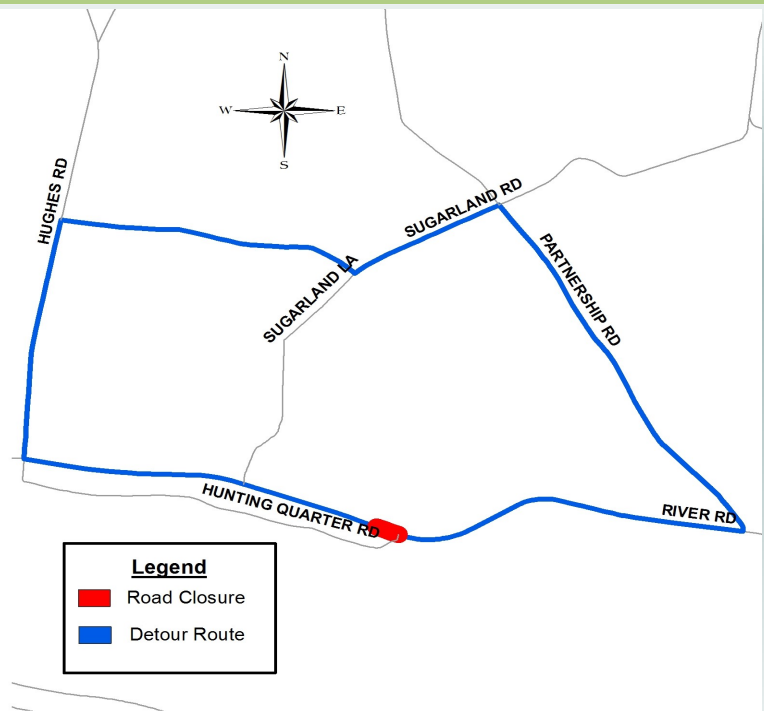 N
W
E
S
HUGHES RD
SUGARLAND RD
SUGARLAND LA
PARTNERSHIP RD
HUNTING QUARTER RD
RIVER RD
Legend
Road Closure
Detour Route